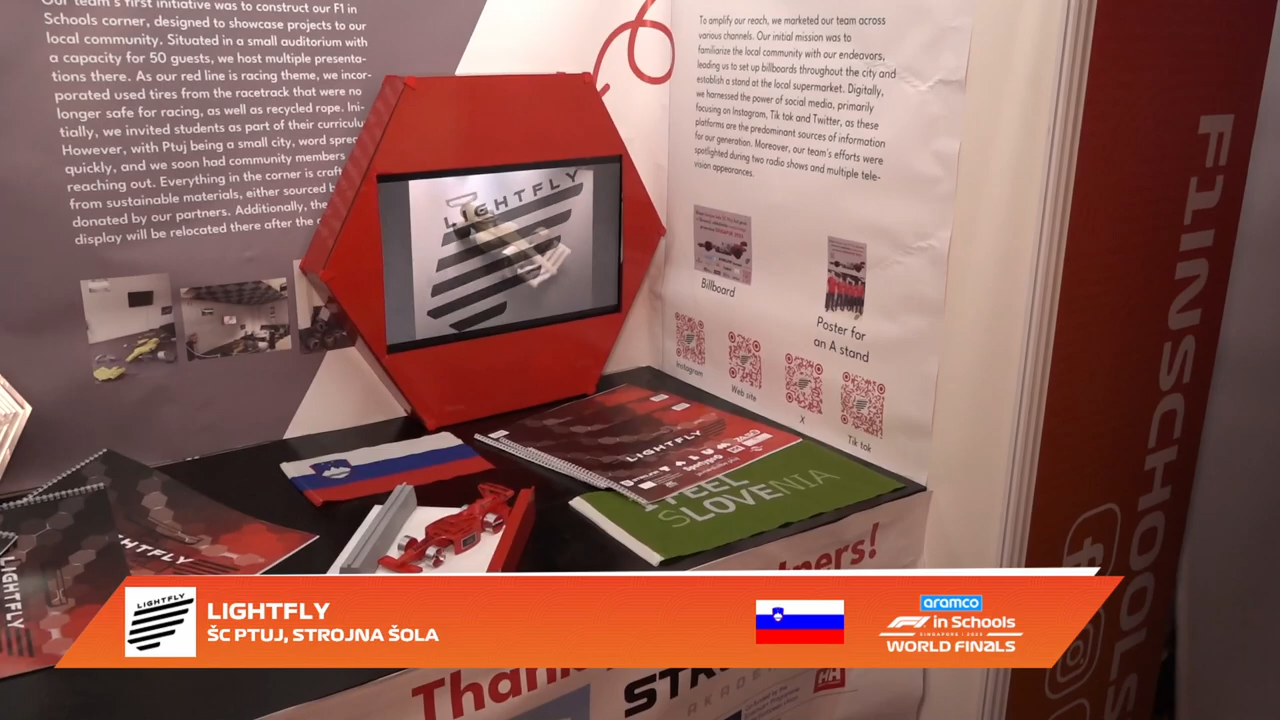 Our team's first initiative was to construct our F1 in
Schools corner, designed to showcase projects to our
local community. Situated in a small auditorium with
a capacity for 50 guests, we host multiple presenta-
tions there. As our red line is racing theme, we incor-
porated used tires from the racetrack that were no
longer safe for racing, as well as recycled rope. Ini-
tially, we invited students as part of their curriculu
However, with Ptuj being a small city, word spre
quickly, and we soon had community members
reaching out. Everything in the corner is craft
from sustainable materials, either sourced
donated by our partners. Additionally, the
display will be relocated there after the
To amplify our reach, we marketed our team across
various channels. Our initial mission was to
familiarize the local community with our endeavors,
leading us to set up billboards throughout the city and
establish a stand at the local supermarket. Digitally,
we harnessed the power of social media, primarily
focusing on Instagram, Tik tok and Twitter, as these
platforms are the predominant sources of information
for our generation. Moreover, our team's efforts were
spotlighted during two radio shows and multiple tele-
vision appearances.
LIGHTFLY
Billboard
Poster for
an A stand
Instagram
Web site
X
Tik tok
F1INSCHOOLS
LIGHTFLY
FEEL
SLOVENIA
LIGHTFLY
LIGHTFLY
ners!
Thank
STR
AKADE
HH
LIGHTFLY
LIGHTFLY
ŠC PTUJ, STROJNA ŠOLA
aramco
F1 in Schools
SINGAPORE | 2023
WORLD FINALS